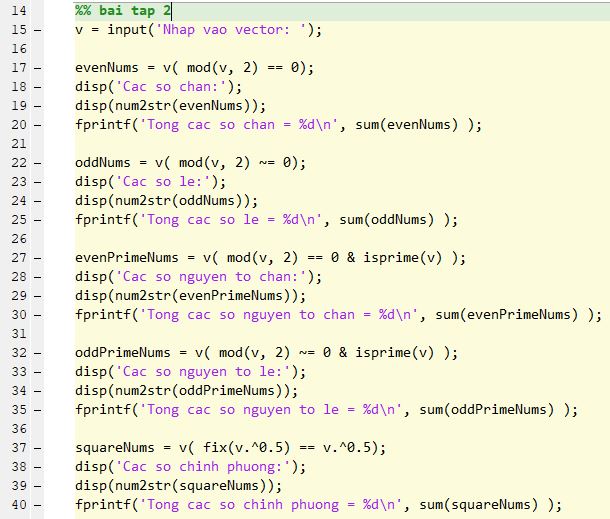 14 %% bai tap 2
15 - v = input('Nhap vao vector: ');
16
17 - evenNums = v( mod(v, 2) == 0);
18 - disp('Cac so chan:');
19 - disp(num2str(evenNums));
20 - fprintf('Tong cac so chan = %d\n', sum(evenNums) );
21
22 - oddNums = v( mod(v, 2) ~= 0);
23 - disp('Cac so le:');
24 - disp(num2str(oddNums));
25 - fprintf('Tong cac so le = %d\n', sum(oddNums) );
26
27 - evenPrimeNums = v( mod(v, 2) == 0 & isprime(v) );
28 - disp('Cac so nguyen to chan:');
29 - disp(num2str(evenPrimeNums));
30 - fprintf('Tong cac so nguyen to chan = %d\n', sum(evenPrimeNums) );
31
32 - oddPrimeNums = v( mod(v, 2) ~= 0 & isprime(v) );
33 - disp('Cac so nguyen to le:');
34 - disp(num2str(oddPrimeNums));
35 - fprintf('Tong cac so nguyen to le = %d\n', sum(oddPrimeNums) );
36
37 - squareNums = v( fix(v.^0.5) == v.^0.5);
38 - disp('Cac so chinh phuong:');
39 - disp(num2str(squareNums));
40 - fprintf('Tong cac so chinh phuong = %d\n', sum(squareNums) );